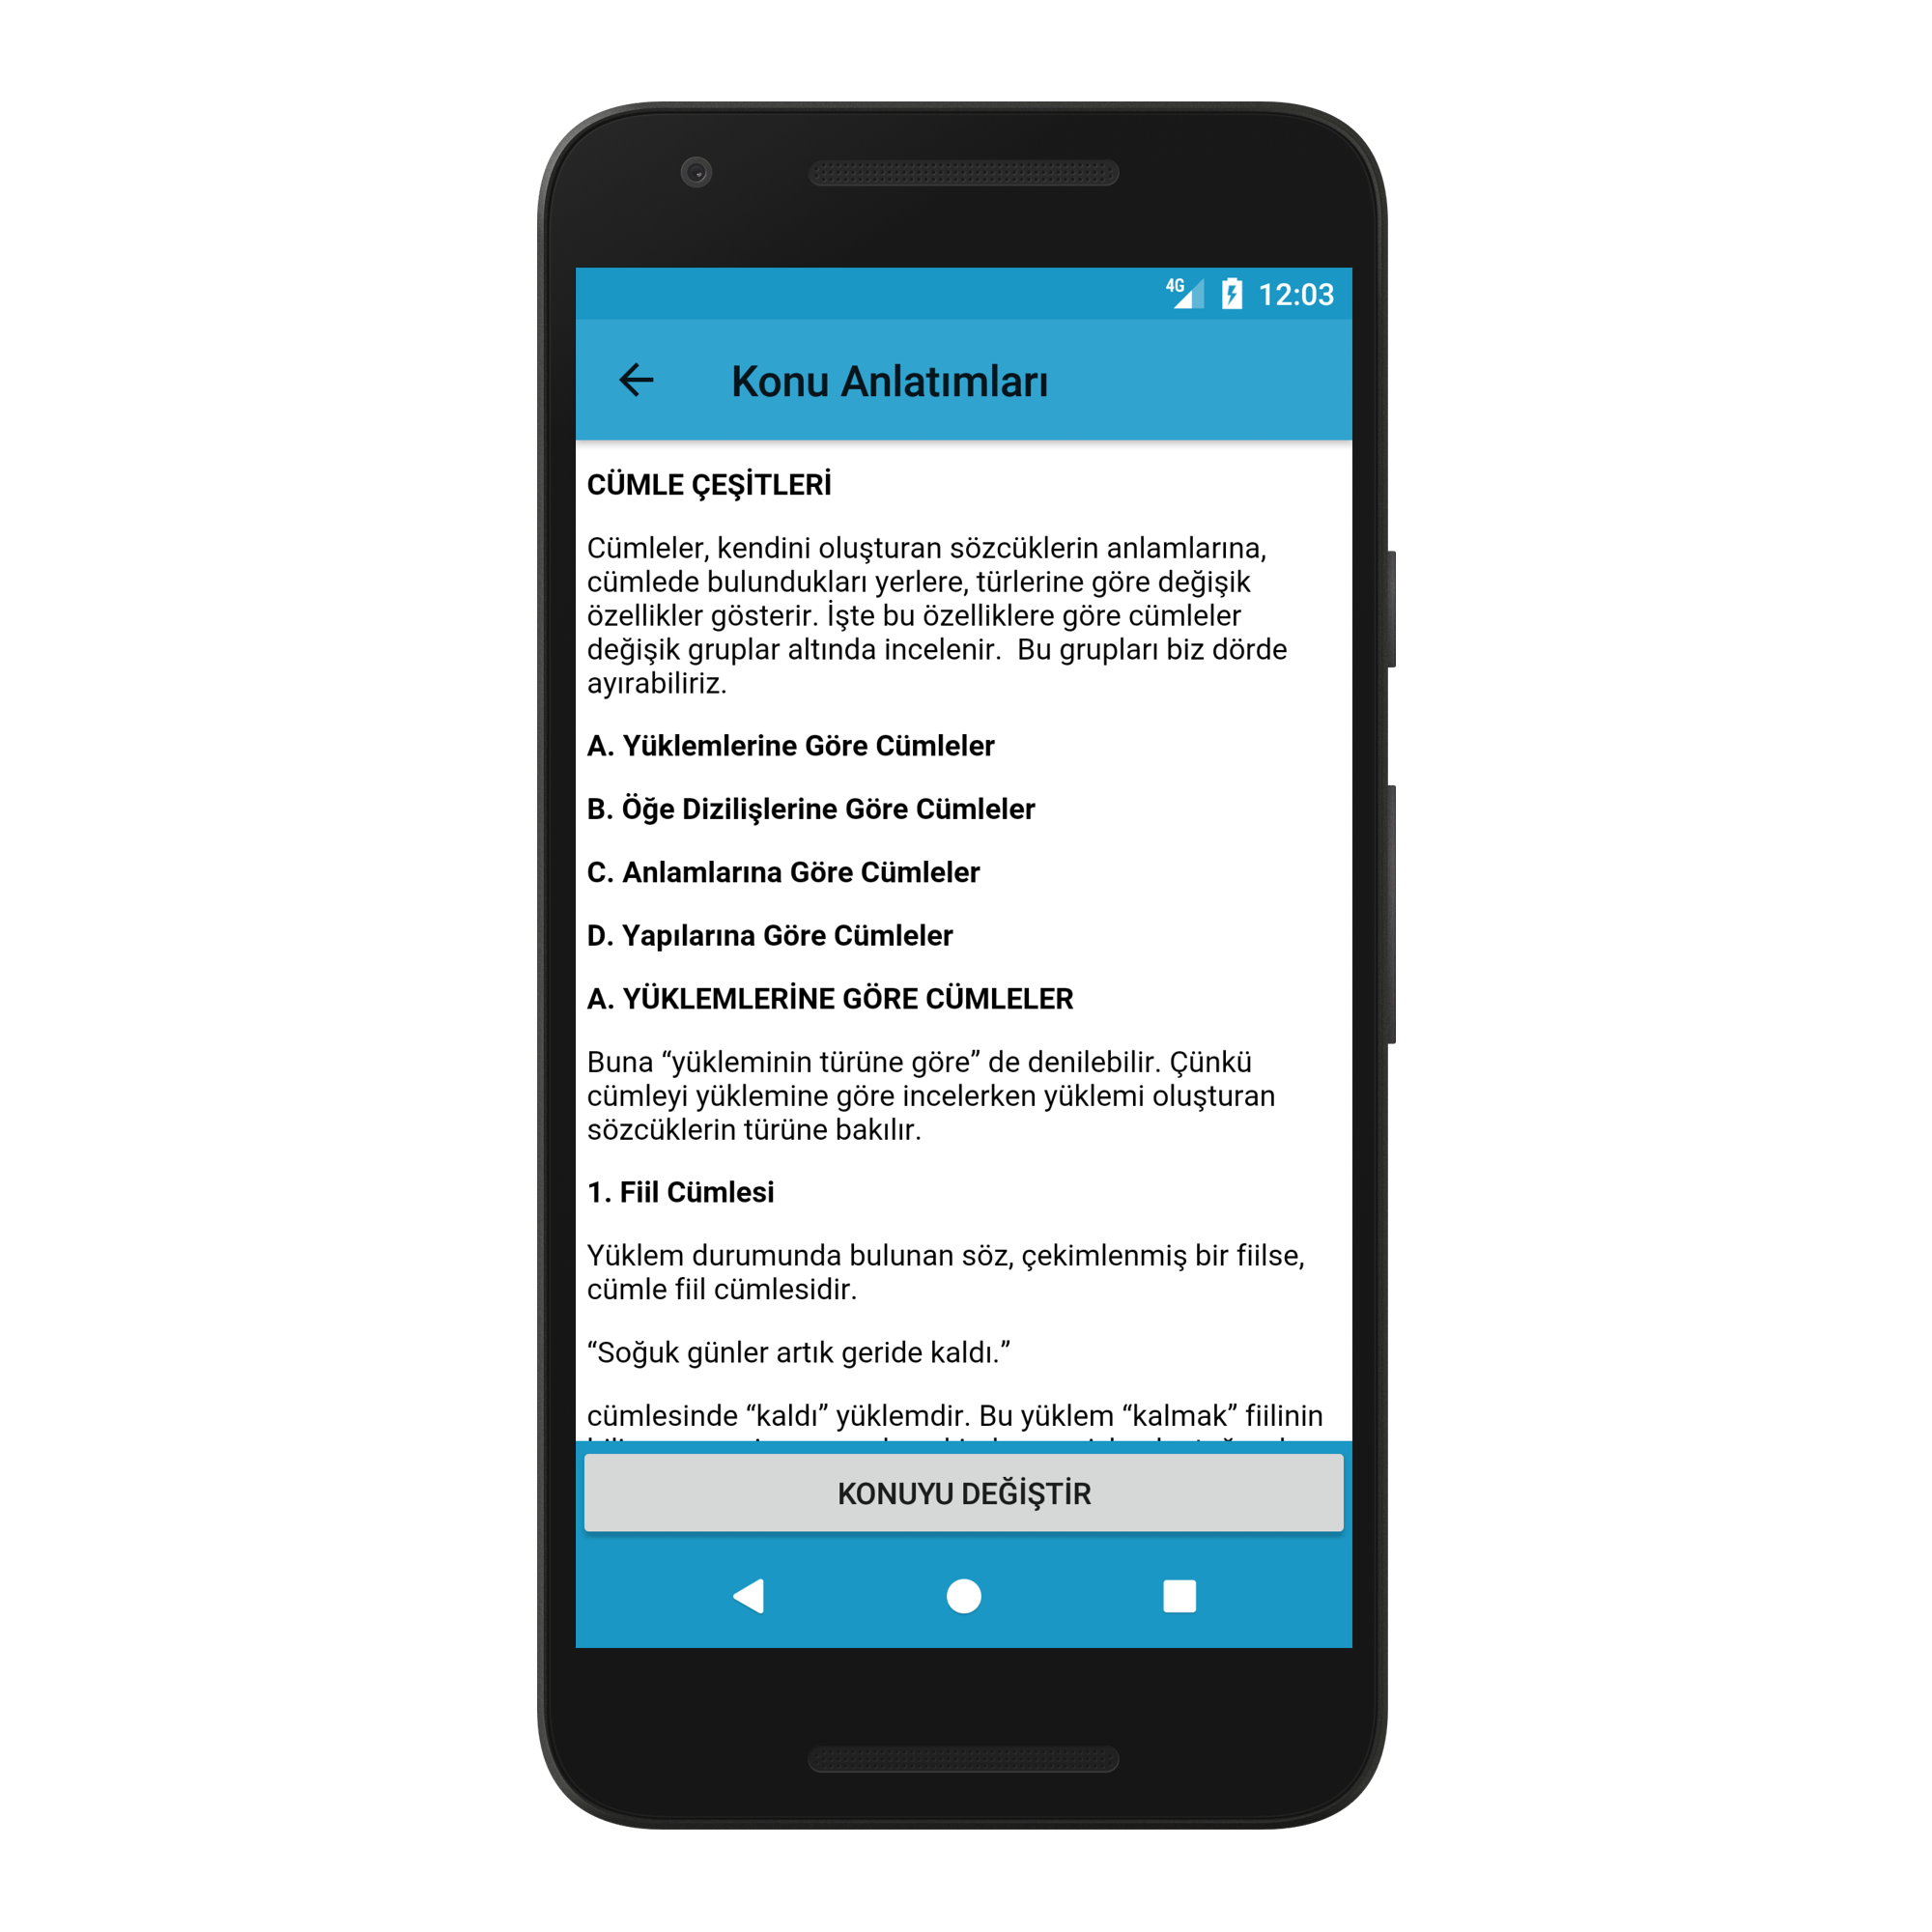 4G 12:03
Konu Anlatımları
CÜMLE ÇEŞİTLERİ
Cümleler, kendini oluşturan sözcüklerin anlamlarına,
cümlede bulundukları yerlere, türlerine göre değişik
özellikler gösterir. İşte bu özelliklere göre cümleler
değişik gruplar altında incelenir.  Bu grupları biz dörde
ayırabiliriz.
A. Yüklemlerine Göre Cümleler
B. Öğe Dizilişlerine Göre Cümleler
C. Anlamlarına Göre Cümleler
D. Yapılarına Göre Cümleler
A. YÜKLEMLERİNE GÖRE CÜMLELER
Buna “yükleminin türüne göre” de denilebilir. Çünkü
cümleyi yüklemine göre incelerken yüklemi oluşturan
sözcüklerin türüne bakılır.
1. Fiil Cümlesi
Yüklem durumunda bulunan söz, çekimlenmiş bir fiilse,
cümle fiil cümlesidir.
“Soğuk günler artık geride kaldı.”
cümlesinde “kaldı” yüklemdir. Bu yüklem “kalmak” fiilinin
KONUYU DEĞİŞTİR